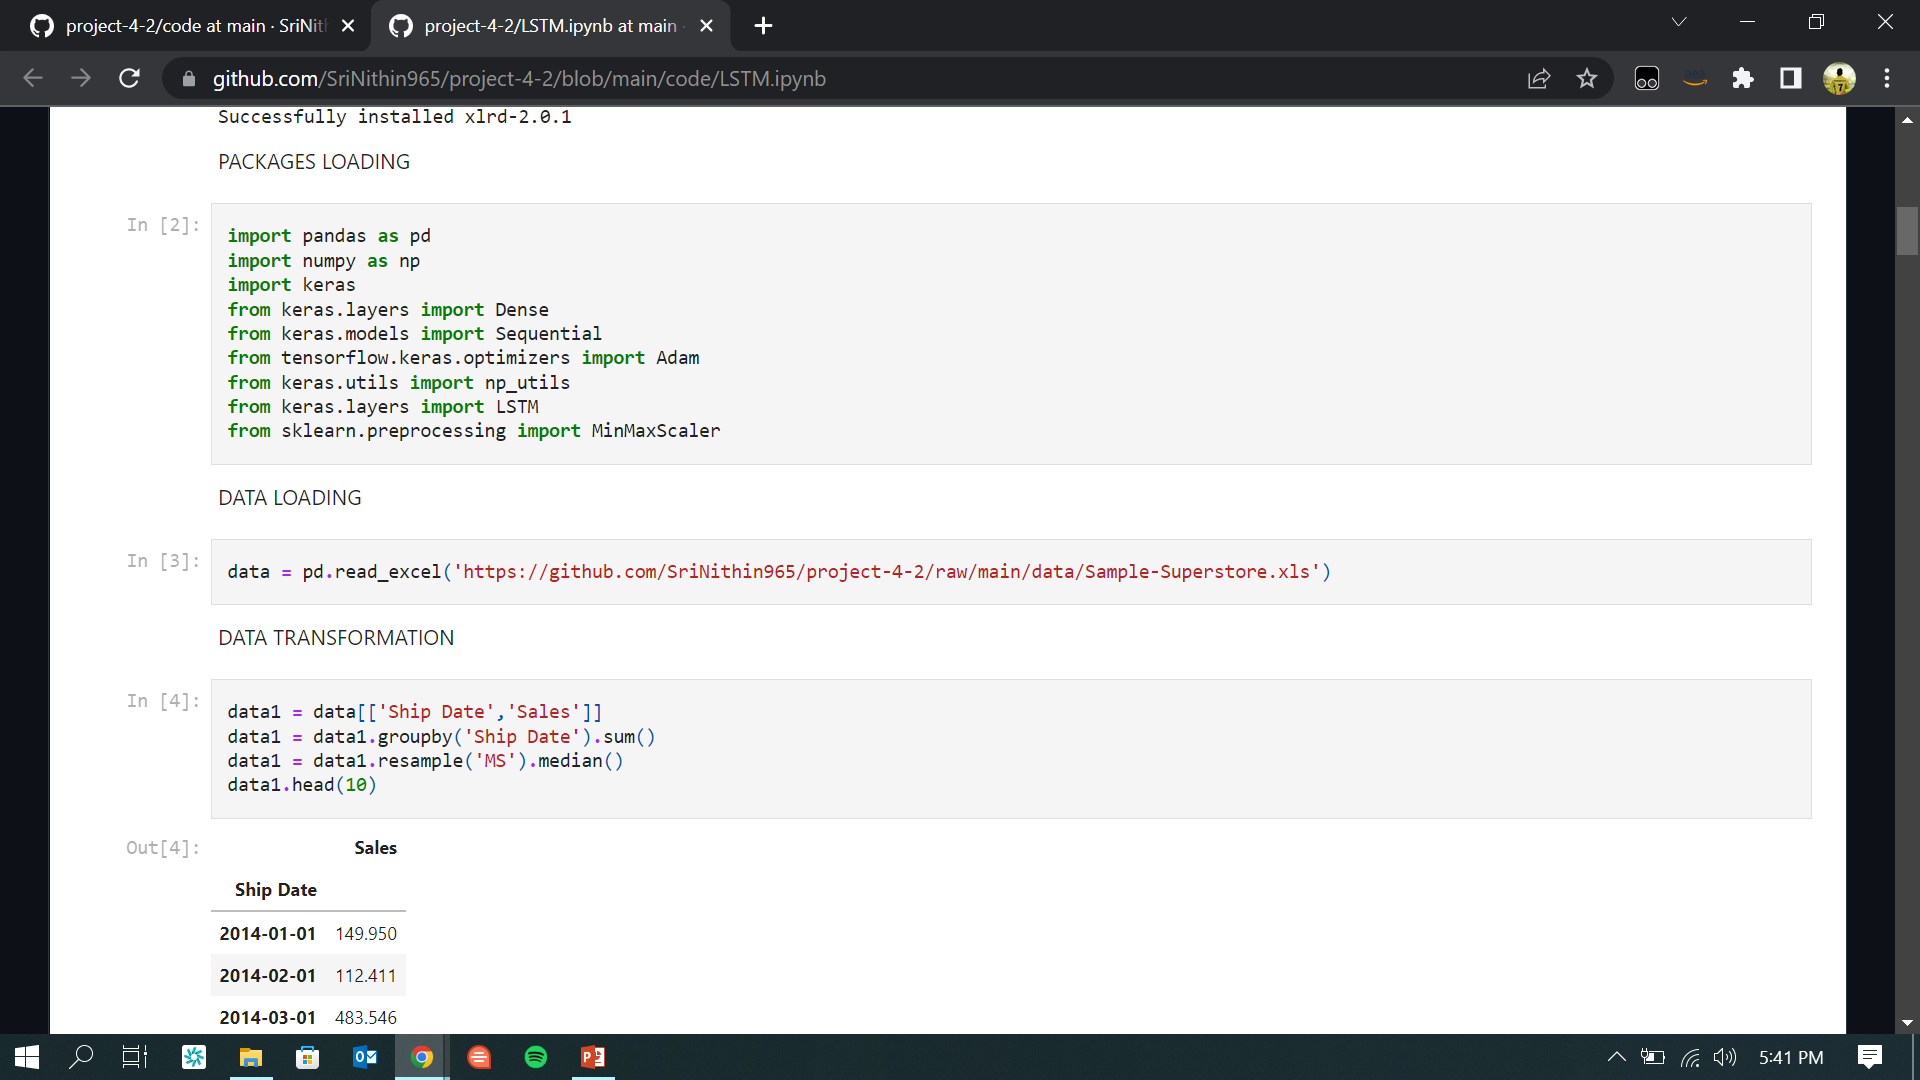 project-4-2/code at main · SriNith
project-4-2/LSTM.ipynb at main ·
github.com/SriNithin965/project-4-2/blob/main/code/LSTM.ipynb
Successfully installed xlrd-2.0.1
PACKAGES LOADING
In [2]:
import pandas as pd
import numpy as np
import keras
from keras.layers import Dense
from keras.models import Sequential
from tensorflow.keras.optimizers import Adam
from keras.utils import np_utils
from keras.layers import LSTM
from sklearn.preprocessing import MinMaxScaler
DATA LOADING
In [3]:
data = pd.read_excel('https://github.com/SriNithin965/project-4-2/raw/main/data/Sample-Superstore.xls')
DATA TRANSFORMATION
In [4]:
data1 = data[['Ship Date','Sales']]
data1 = data1.groupby('Ship Date').sum()
data1 = data1.resample('MS').median()
data1.head(10)
Out[4]:
Sales
Ship Date
2014-01-01 149.950
2014-02-01 112.411
2014-03-01 483.546
5:41 PM